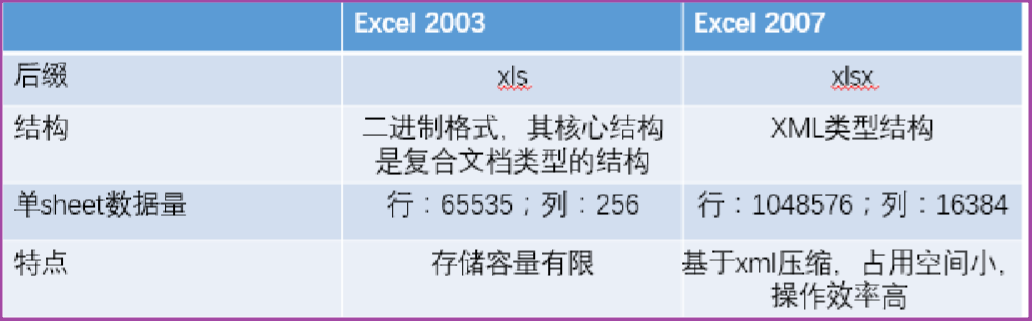 Excel 2003 Excel 2007
后缀 xls xlsx
结构 二进制格式，其核心结构 XML类型结构
是复合文档类型的结构
单sheet数据量 行：65535；列：256 行：1048576；列：16384
特点 存储容量有限 基于xml压缩，占用空间小，
操作效率高